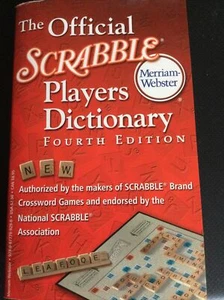 The Official
SCRABBLE®
Merriam-
Webster
Players
Dictionary
FOURTH EDITION
NEW
Authorized by the makers of SCRABBLE® Brand
Crossword Games and endorsed by the
National SCRABBLE®
Association